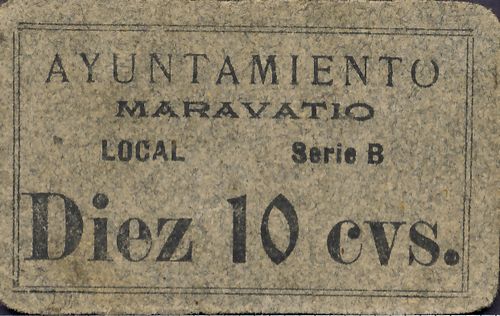 AYUNTAMIENTO
MARAVATIO
LOCAL Serie B
Diez 10 cvs.